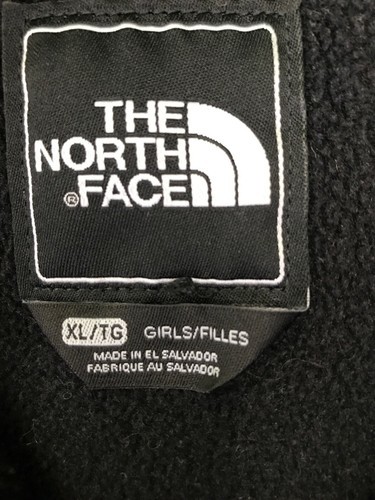 THE
NORTH
® FACE
XL/TG GIRLS/FILLES
MADE IN EL SALVADOR
FABRIQUE AU SALVADOR